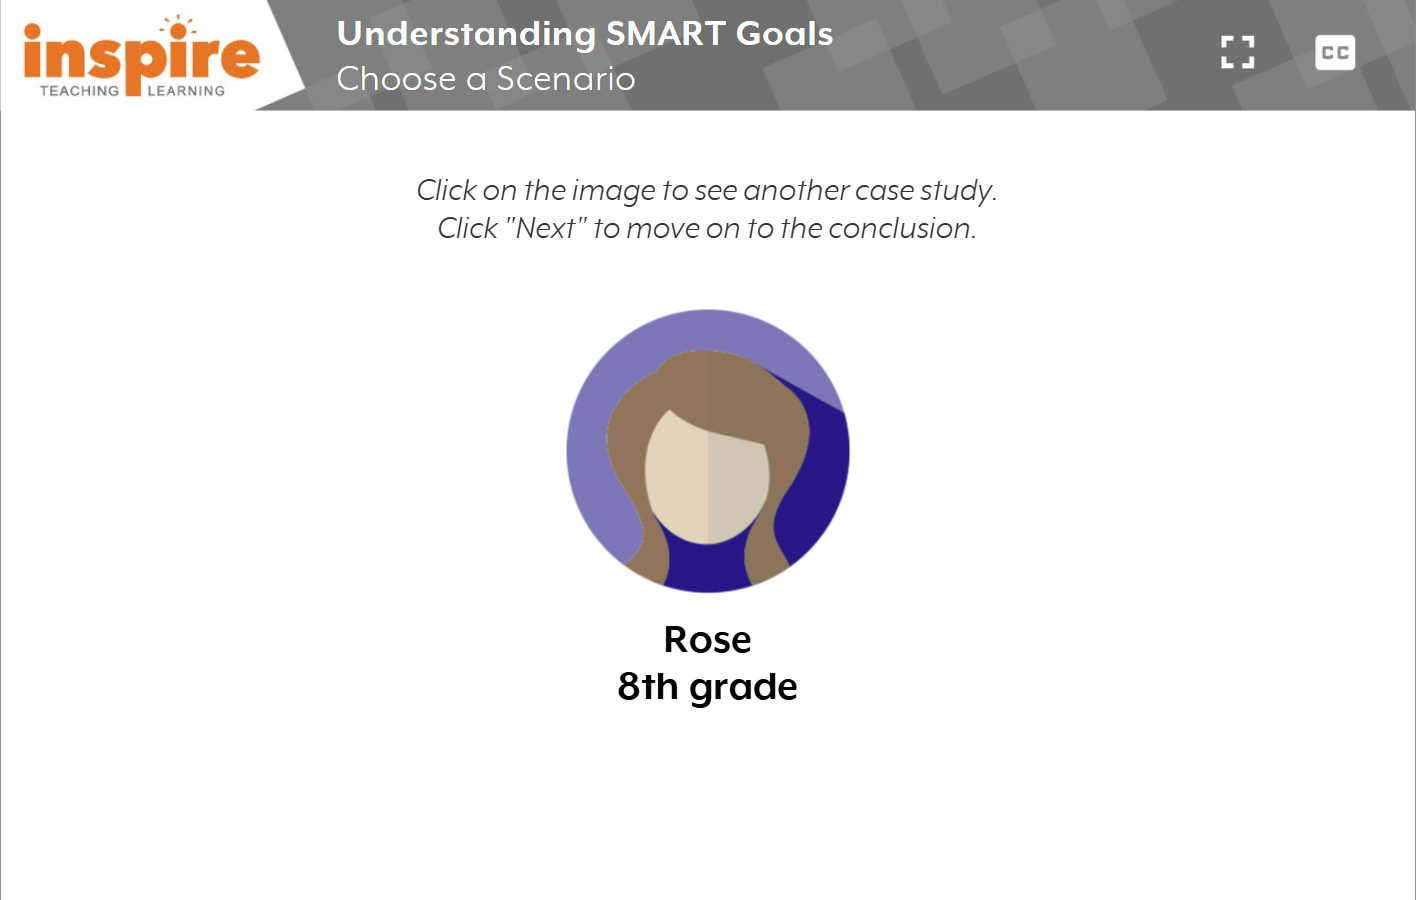 inspire
TEACHING LEARNING
Understanding SMART Goals
Choose a Scenario
CC
Click on the image to see another case study.
Click "Next" to move on to the conclusion.
Rose
8th grade